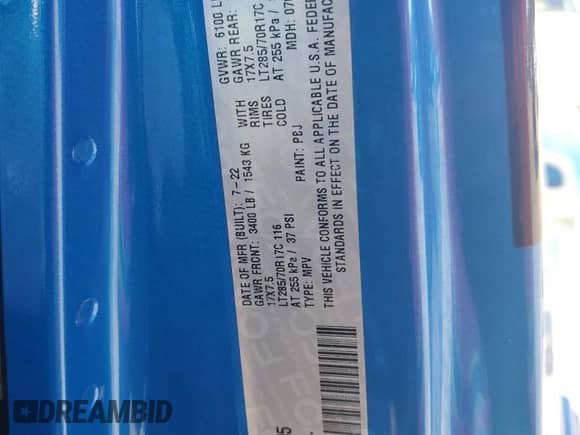 DATE OF MFR (BUILT): 7-22 GVWR: 6100 L
GAWR FRONT: 3400 LB / 1543 KG WITH GAWR REAR:
17X7.5 RIMS 17X7.5
LT285/70R17C 116 TIRES LT285/70R17C
AT 255 kPa / 37 PSI COLD AT 255 kPa /
TYPE: MPV PAINT: PBJ MDH: 070
THIS VEHICLE CONFORMS TO ALL APPLICABLE U.S.A. FEDER
STANDARDS IN EFFECT ON THE DATE OF MANUFAC
DREAMBID